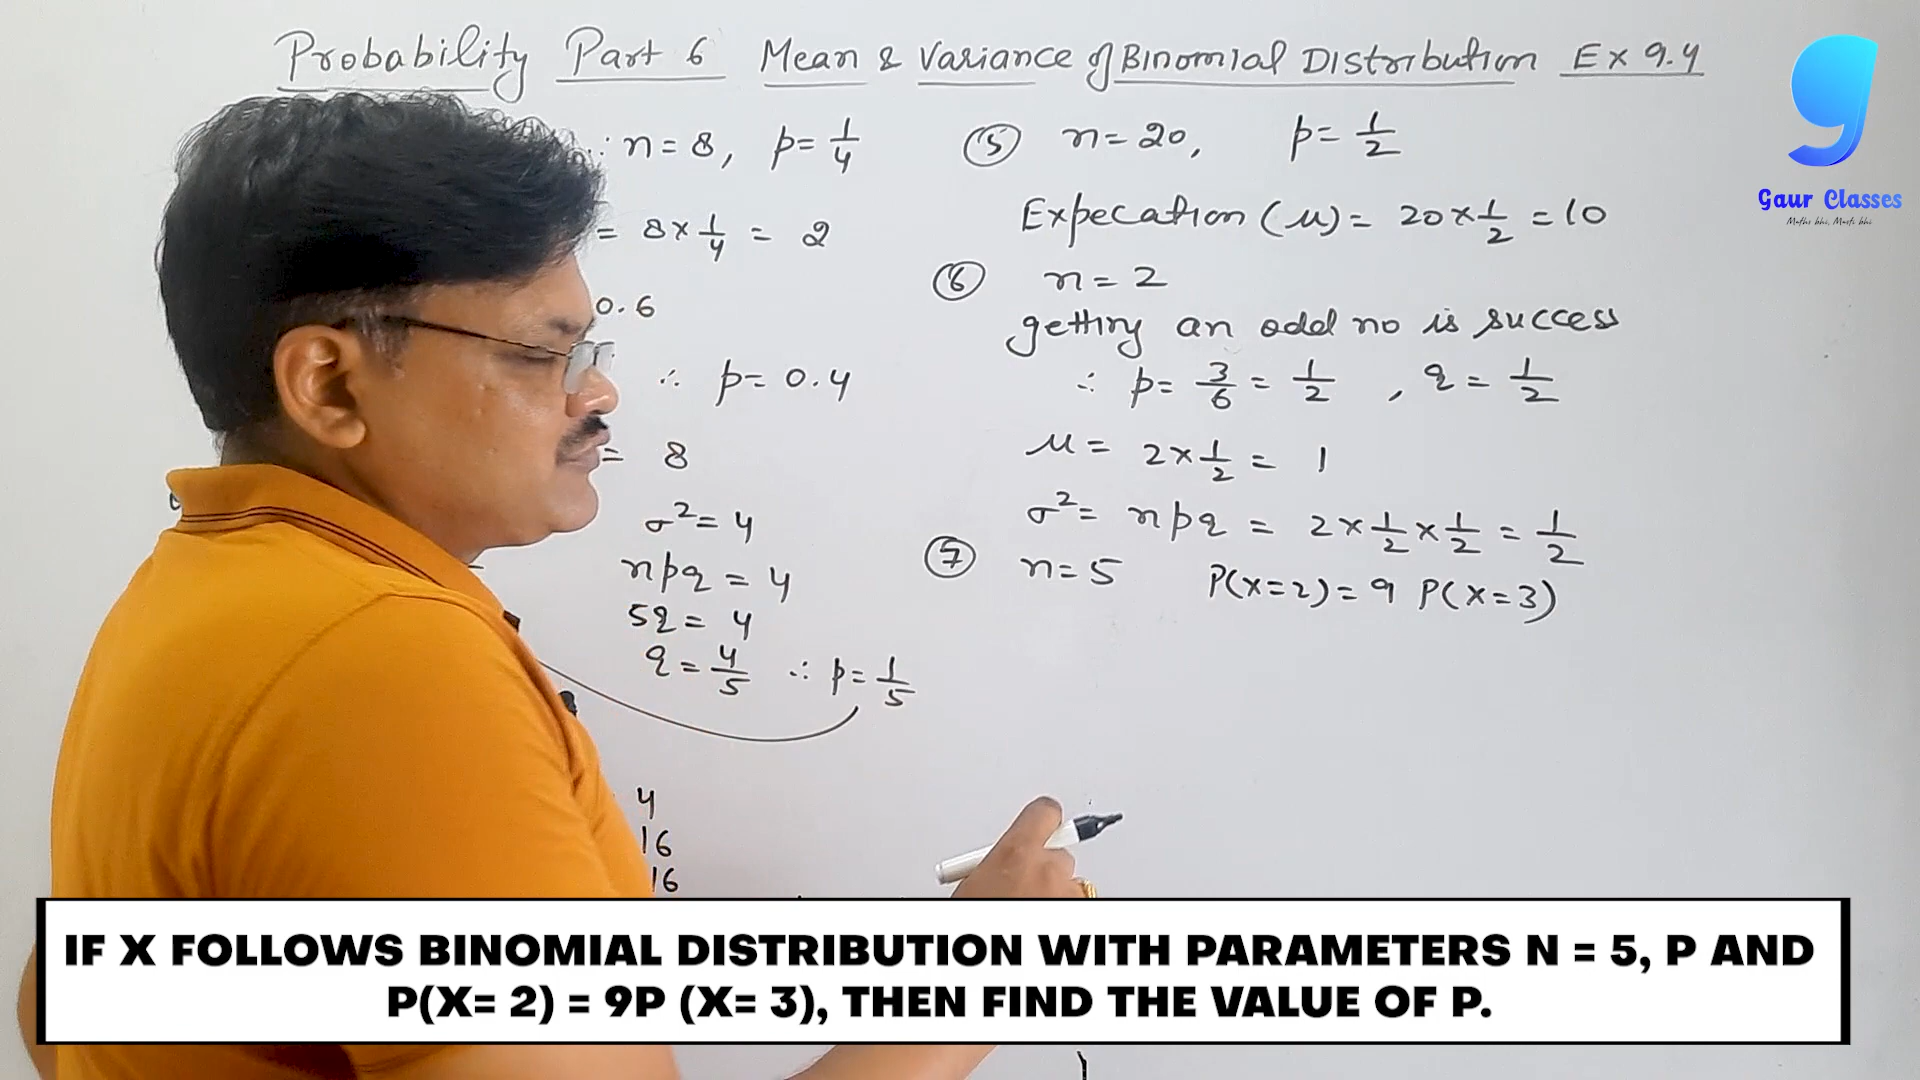 Probability Part 6 Mean & Variance of Binomial Distribution Ex 9.4
∵ n = 8, p = 1/4
= 8 × 1/4 = 2
0.6
∴ p = 0.4
= 8
σ² = 4
npq = 4
5q = 4
q = 4/5 ∴ p = 1/5
4
16
16
⑤ n = 20, p = 1/2
Expecation (μ) = 20 × 1/2 = 10
⑥ n = 2
getting an odd no is success
∴ p = 3/6 = 1/2 , q = 1/2
μ = 2 × 1/2 = 1
σ² = npq = 2 × 1/2 × 1/2 = 1/2
⑦ n = 5 P(X=2) = 9 P(X=3)
g
Gaur Classes
Maths bhi, Masti bhi
IF X FOLLOWS BINOMIAL DISTRIBUTION WITH PARAMETERS N = 5, P AND
P(X= 2) = 9P (X= 3), THEN FIND THE VALUE OF P.